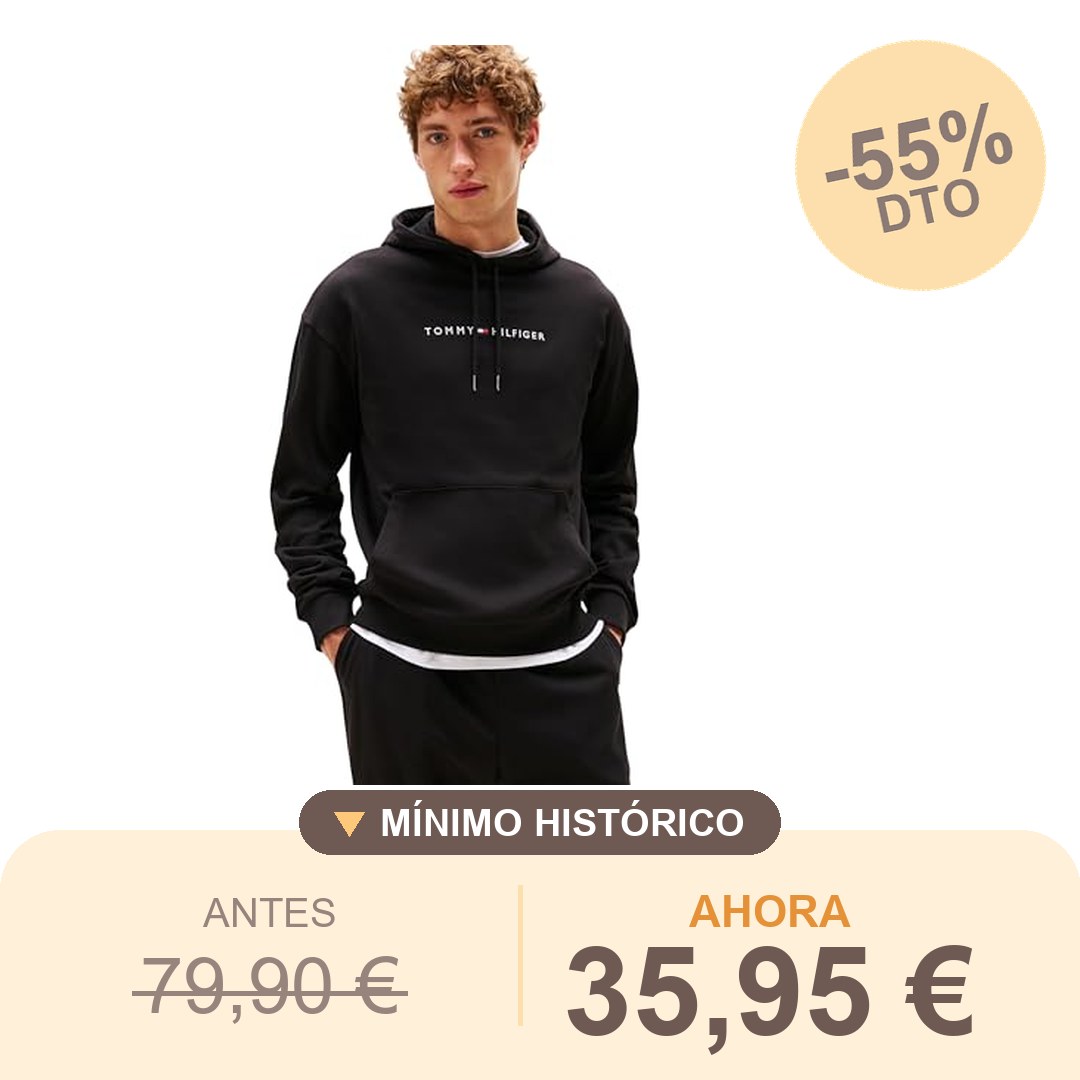 -55%
DTO
TOMMY HILFIGER
MÍNIMO HISTÓRICO
ANTES
79,90 €
AHORA
35,95 €